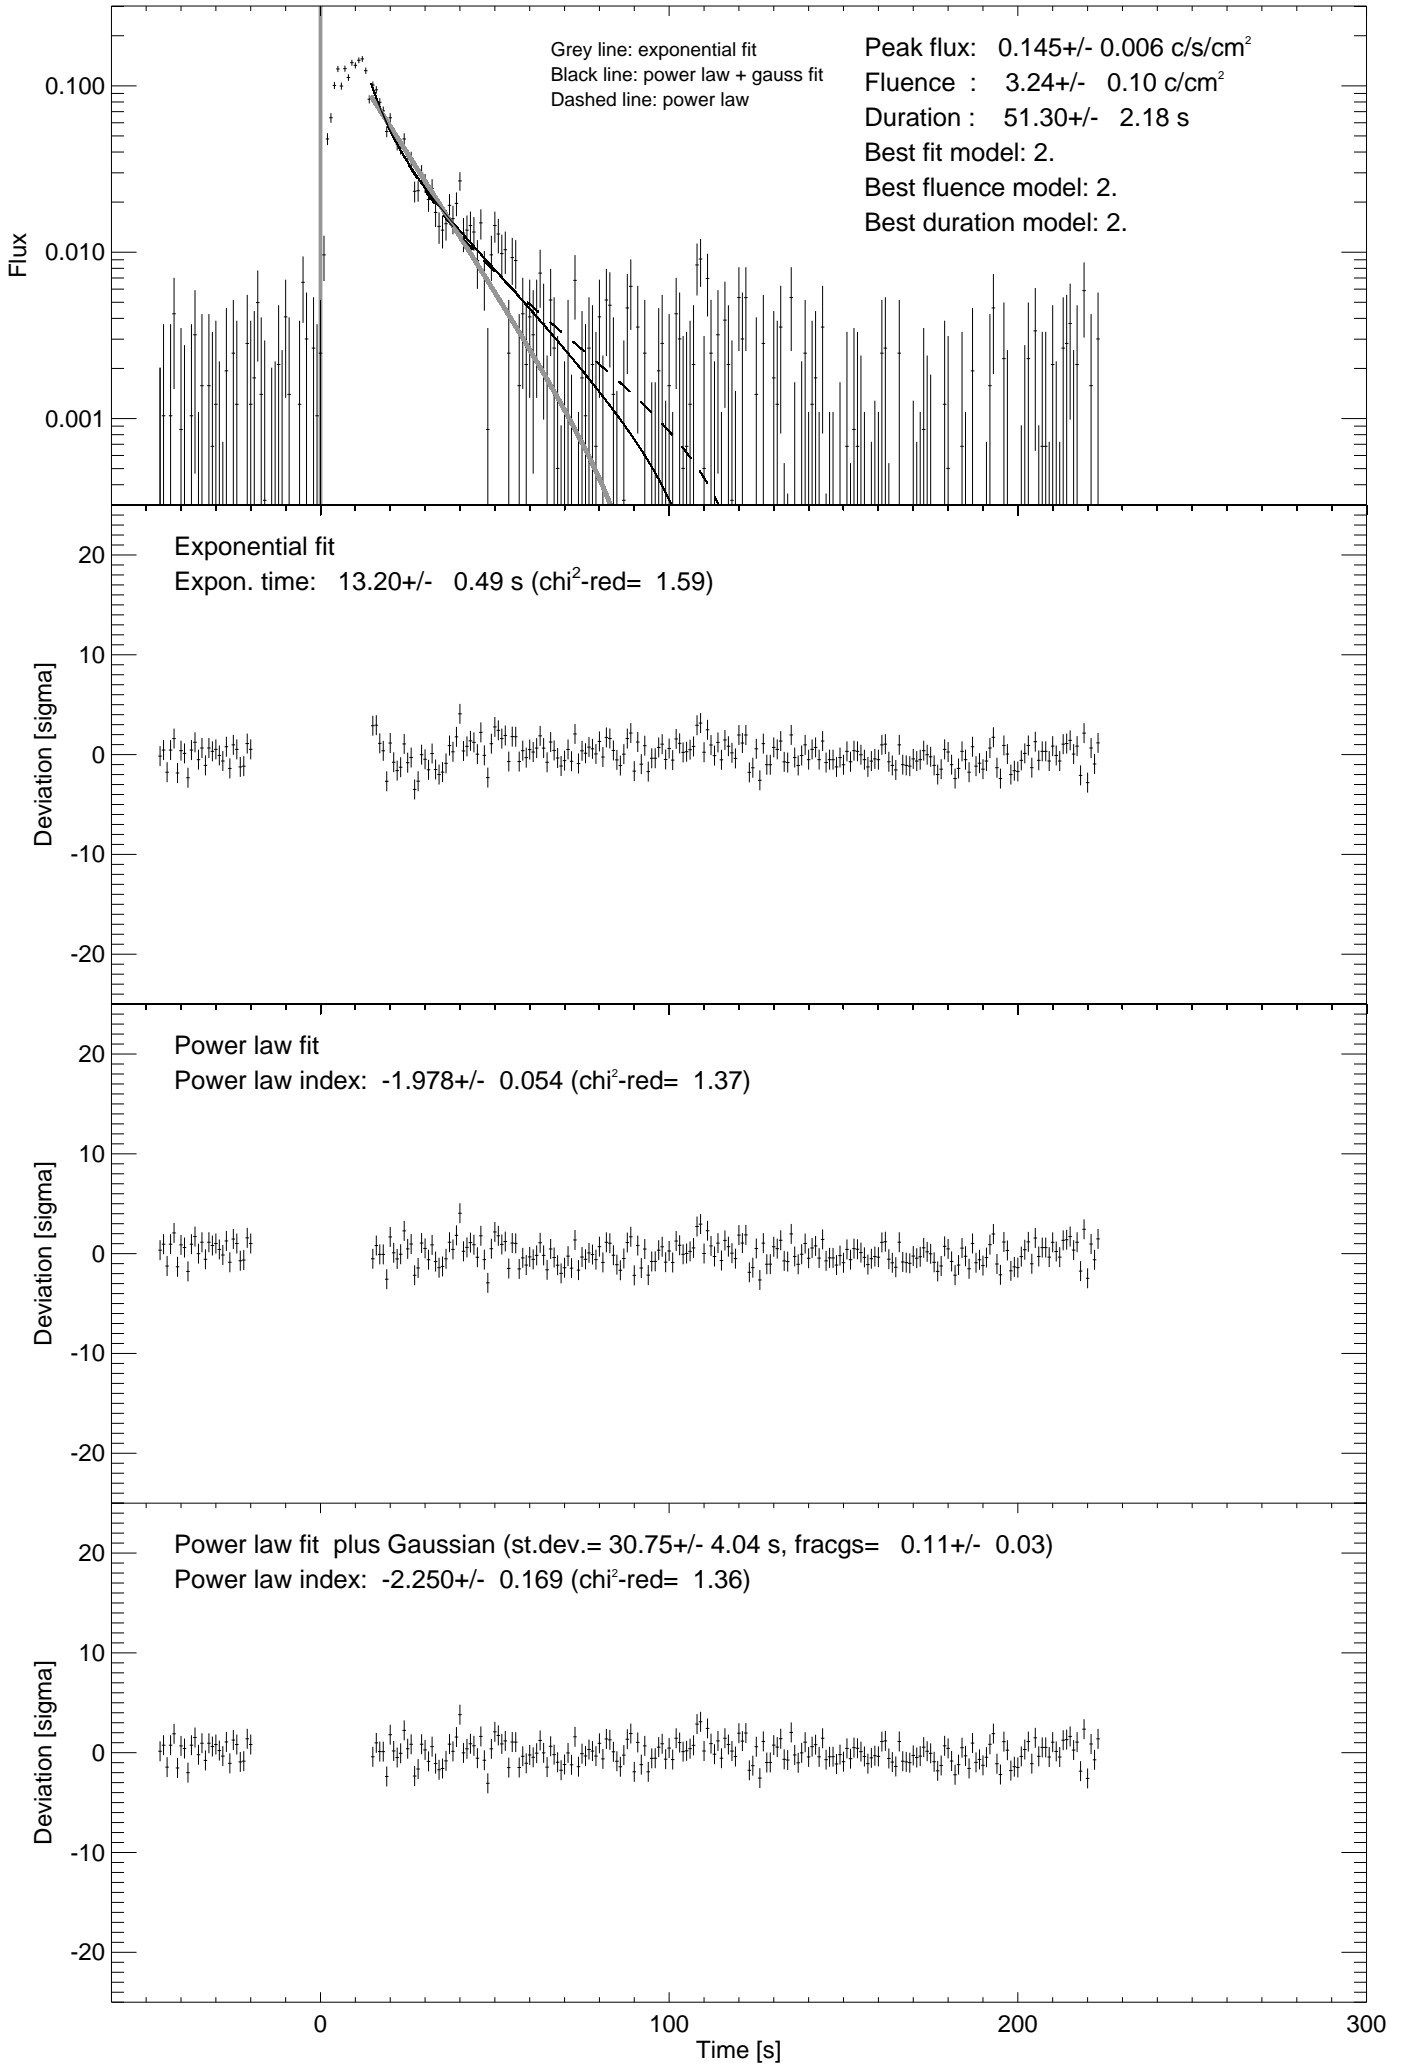 Grey line: exponential fit
Black line: power law + gauss fit
Dashed line: power law
Peak flux: 0.145+/- 0.006 c/s/cm²
Fluence : 3.24+/- 0.10 c/cm²
Duration : 51.30+/- 2.18 s
Best fit model: 2.
Best fluence model: 2.
Best duration model: 2.
Flux
0.100
0.010
0.001
Exponential fit
Expon. time: 13.20+/- 0.49 s (chi²-red= 1.59)
Deviation [sigma]
20
10
0
-10
-20
Power law fit
Power law index: -1.978+/- 0.054 (chi²-red= 1.37)
Deviation [sigma]
20
10
0
-10
-20
Power law fit plus Gaussian (st.dev.= 30.75+/- 4.04 s, fracgs= 0.11+/- 0.03)
Power law index: -2.250+/- 0.169 (chi²-red= 1.36)
Deviation [sigma]
20
10
0
-10
-20
0 100 200 300
Time [s]